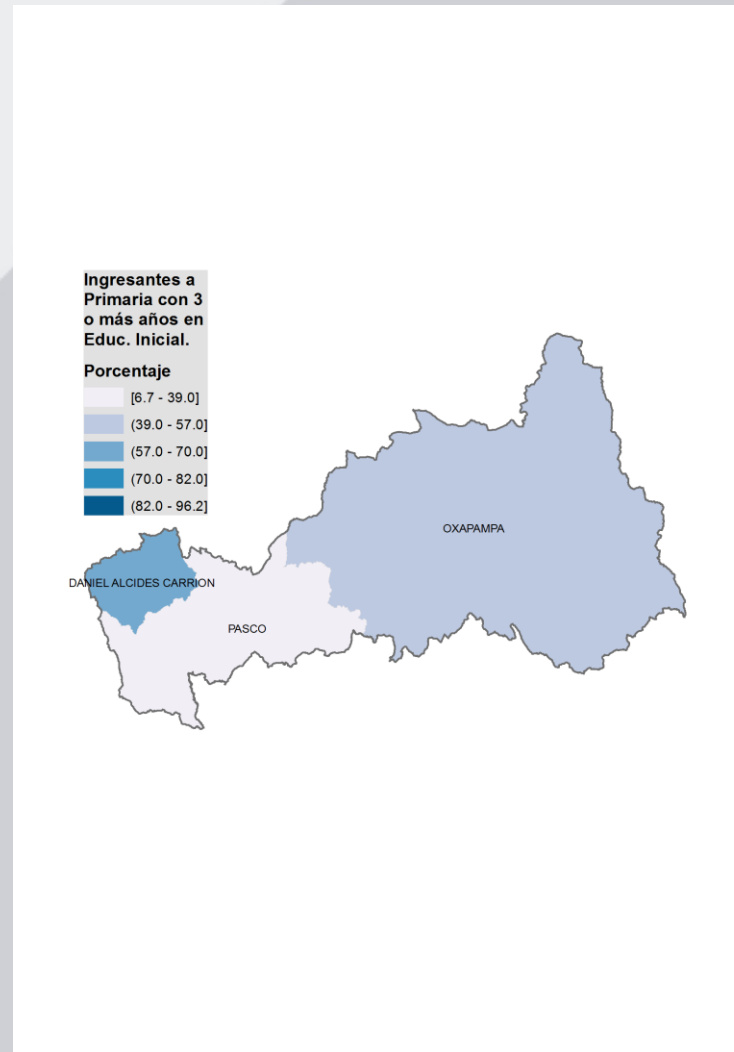 Ingresantes a
Primaria con 3
o más años en
Educ. Inicial.
Porcentaje
[6.7 - 39.0]
(39.0 - 57.0]
(57.0 - 70.0]
(70.0 - 82.0]
(82.0 - 96.2]
OXAPAMPA
DANIEL ALCIDES CARRION
PASCO